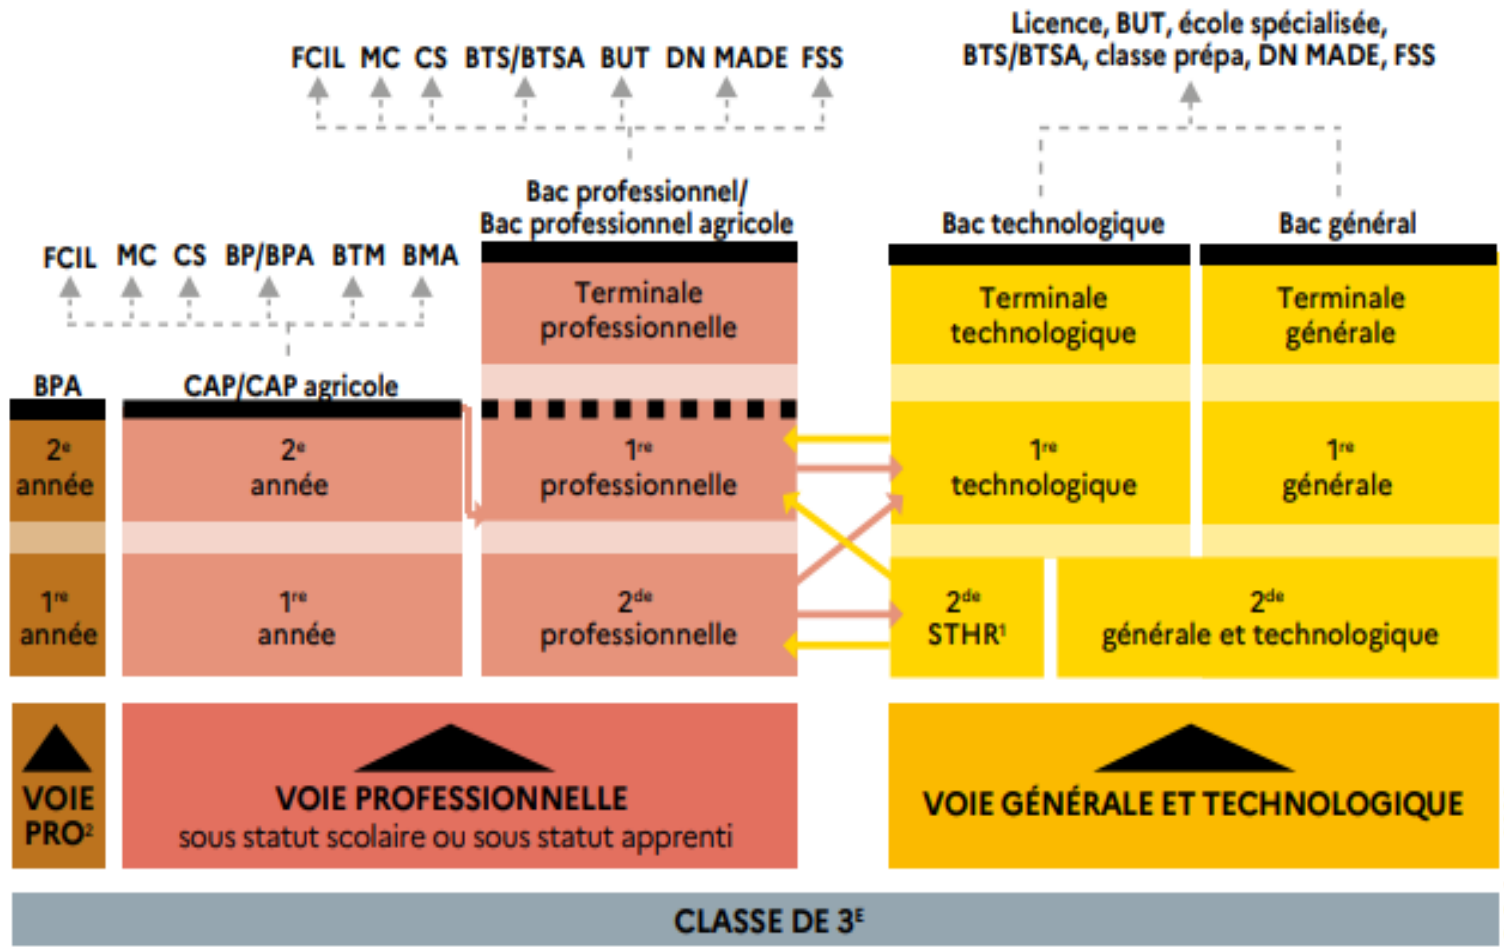 Licence, BUT, école spécialisée,
BTS/BTSA, classe prépa, DN MADE, FSS
FCIL MC CS BTS/BTSA BUT DN MADE FSS
Bac professionnel/
Bac professionnel agricole
Bac technologique
Bac général
FCIL MC CS BP/BPA BTM BMA
Terminale
professionnelle
Terminale
technologique
Terminale
générale
BPA
CAP/CAP agricole
2e
année
2e
année
1re
professionnelle
1re
technologique
1re
générale
1re
année
1re
année
2de
professionnelle
2de
STHR1
2de
générale et technologique
VOIE
PRO2
VOIE PROFESSIONNELLE
sous statut scolaire ou sous statut apprenti
VOIE GÉNÉRALE ET TECHNOLOGIQUE
CLASSE DE 3E